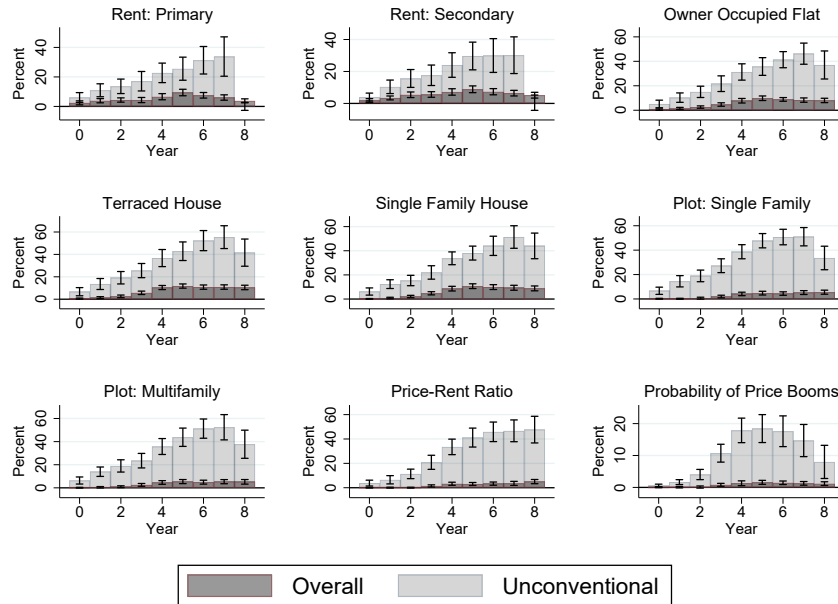 Rent: Primary
Percent
0 20 40
0 2 4 6 8
Year
Rent: Secondary
Percent
0 20 40
0 2 4 6 8
Year
Owner Occupied Flat
Percent
0 20 40 60
0 2 4 6 8
Year
Terraced House
Percent
0 20 40 60
0 2 4 6 8
Year
Single Family House
Percent
0 20 40 60
0 2 4 6 8
Year
Plot: Single Family
Percent
0 20 40 60
0 2 4 6 8
Year
Plot: Multifamily
Percent
0 20 40 60
0 2 4 6 8
Year
Price-Rent Ratio
Percent
0 20 40 60
0 2 4 6 8
Year
Probability of Price Booms
Percent
0 10 20
0 2 4 6 8
Year
Overall Unconventional